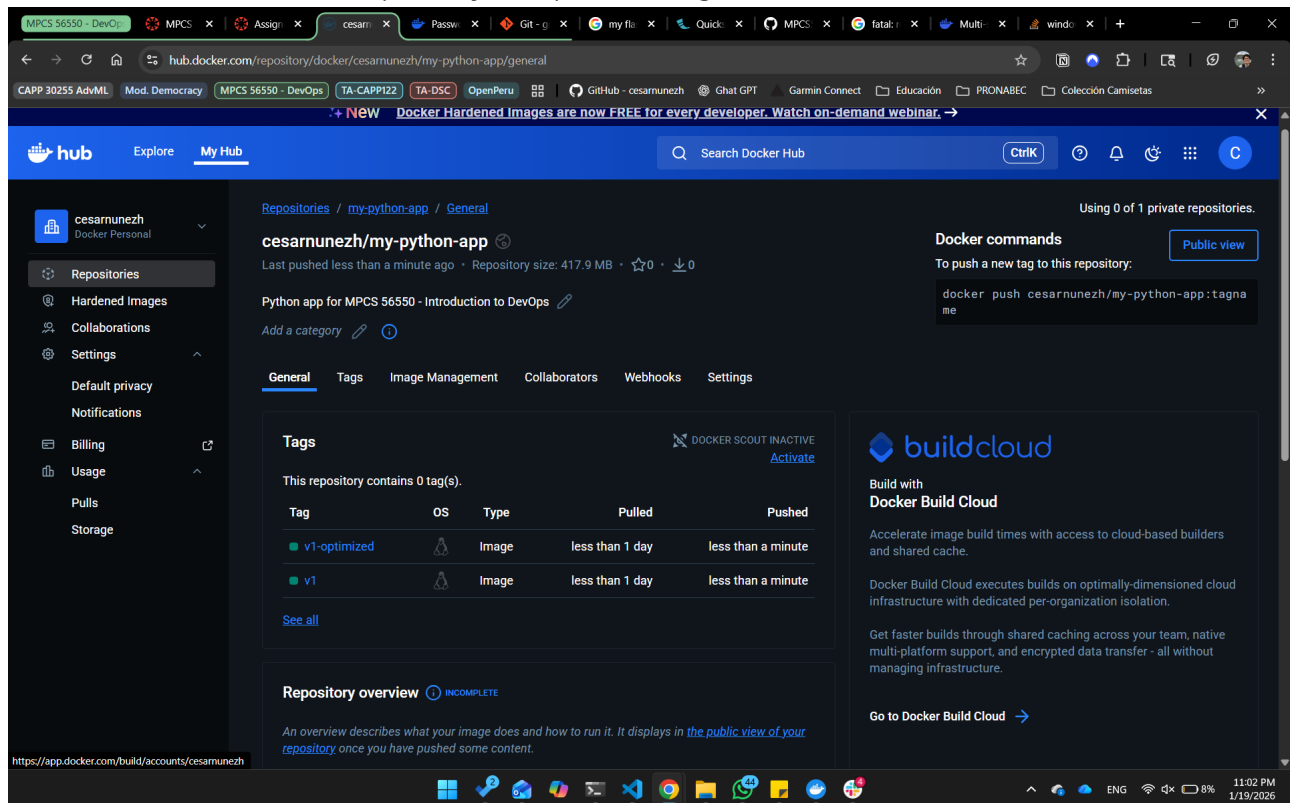 MPCS 56550 - DevOp
MPCS
Assign
cesarn
Passw
Git - g
my fla
Quick
MPCS
fatal: r
Multi-
windo
hub.docker.com/repository/docker/cesarnunezh/my-python-app/general
CAPP 30255 AdvML
Mod. Democracy
MPCS 56550 - DevOps
TA-CAPP122
TA-DSC
OpenPeru
GitHub - cesarnunezh
Ghat GPT
Garmin Connect
Educación
PRONABEC
Colección Camisetas
New Docker Hardened Images are now FREE for every developer. Watch on-demand webinar. →
hub
Explore
My Hub
Search Docker Hub
CtrlK
C
cesarnunezh
Docker Personal
Repositories
Hardened Images
Collaborations
Settings
Default privacy
Notifications
Billing
Usage
Pulls
Storage
Repositories / my-python-app / General
Using 0 of 1 private repositories.
cesarnunezh/my-python-app
Last pushed less than a minute ago · Repository size: 417.9 MB · 0 · 0
Python app for MPCS 56550 - Introduction to DevOps
Add a category
Docker commands
Public view
To push a new tag to this repository:
docker push cesarnunezh/my-python-app:tagna
me
General
Tags
Image Management
Collaborators
Webhooks
Settings
Tags
DOCKER SCOUT INACTIVE
Activate
This repository contains 0 tag(s).
Tag OS Type Pulled Pushed
v1-optimized Image less than 1 day less than a minute
v1 Image less than 1 day less than a minute
See all
Repository overview INCOMPLETE
An overview describes what your image does and how to run it. It displays in the public view of your
repository once you have pushed some content.
buildcloud
Build with
Docker Build Cloud
Accelerate image build times with access to cloud-based builders
and shared cache.
Docker Build Cloud executes builds on optimally-dimensioned cloud
infrastructure with dedicated per-organization isolation.
Get faster builds through shared caching across your team, native
multi-platform support, and encrypted data transfer - all without
managing infrastructure.
Go to Docker Build Cloud →
https://app.docker.com/build/accounts/cesarnunezh
2
44
4
ENG
8%
11:02 PM
1/19/2026